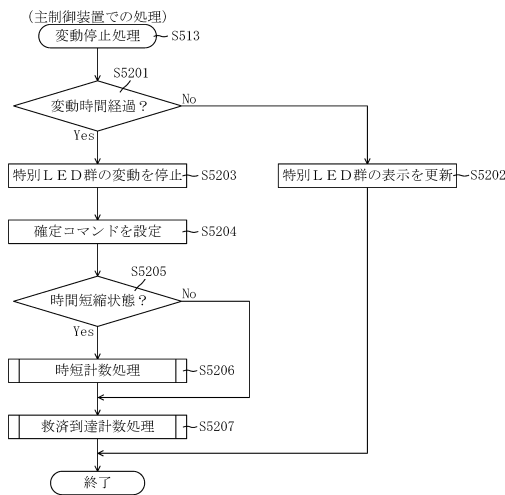 (主制御装置での処理)
変動停止処理
S513
S5201
変動時間経過？
No
Yes
特別ＬＥＤ群の変動を停止
S5203
特別ＬＥＤ群の表示を更新
S5202
確定コマンドを設定
S5204
S5205
時間短縮状態？
No
Yes
時短計数処理
S5206
救済到達計数処理
S5207
終了